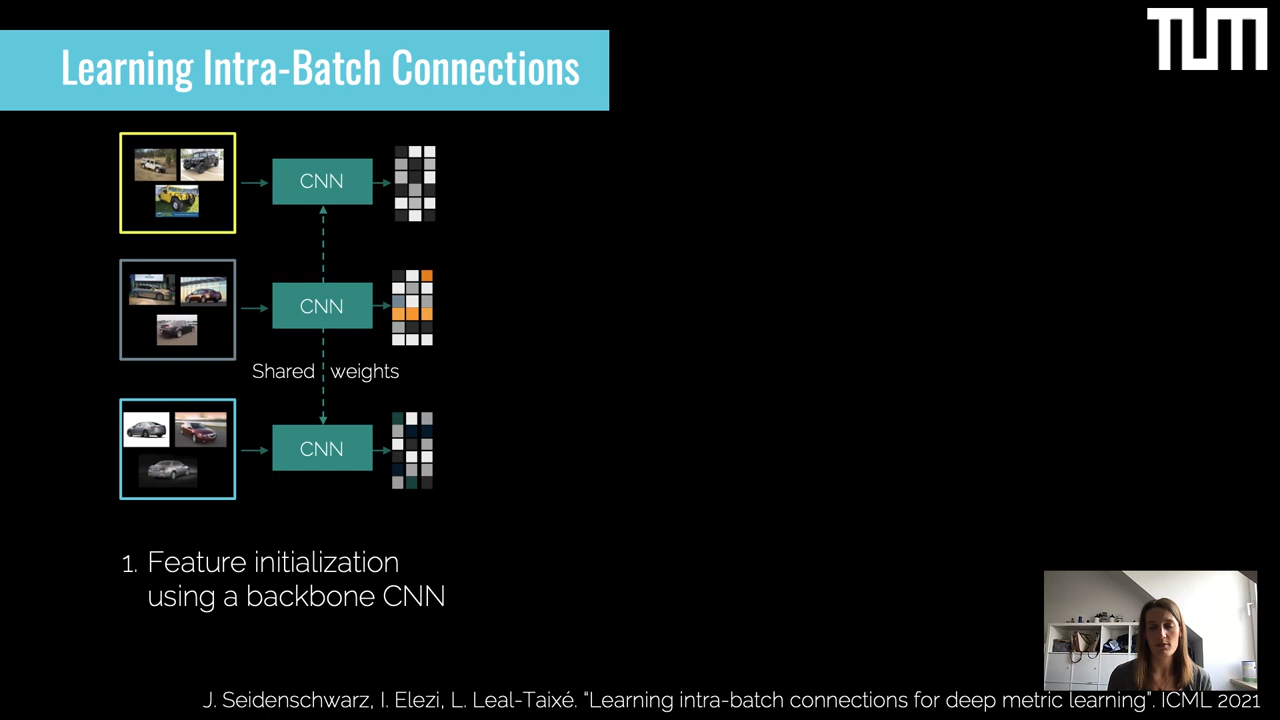 TUM
Learning Intra-Batch Connections
CNN
CNN
Shared weights
CNN
1. Feature initialization
using a backbone CNN
J. Seidenschwarz, I. Elezi, L. Leal-Taixé. “Learning intra-batch connections for deep metric learning”. ICML 2021